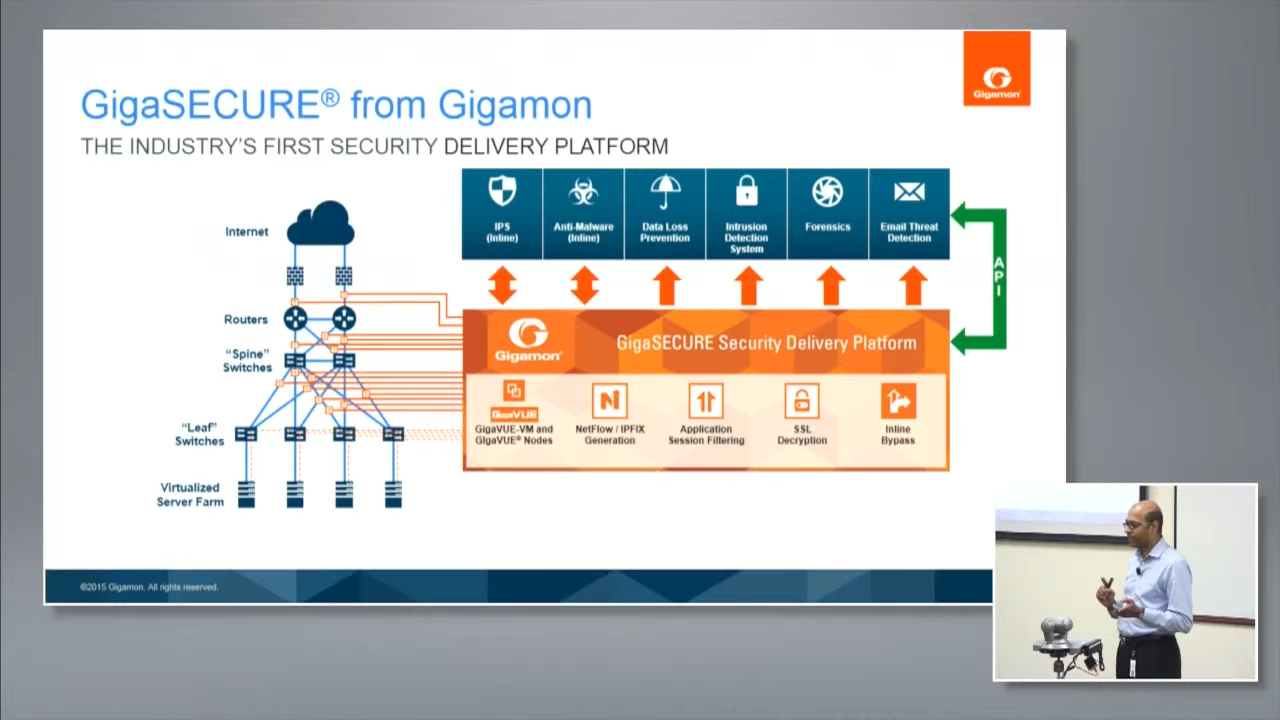 GigaSECURE® from Gigamon
THE INDUSTRY'S FIRST SECURITY DELIVERY PLATFORM
Gigamon®
Internet
Routers
"Spine"
Switches
"Leaf"
Switches
Virtualized
Server Farm
IPS
(Inline)
Anti-Malware
(Inline)
Data Loss
Prevention
Intrusion
Detection
System
Forensics
Email Threat
Detection
API
Gigamon®
GigaSECURE Security Delivery Platform
GigaVUE
GigaVUE-VM and
GigaVUE® Nodes
NetFlow / IPFIX
Generation
Application
Session Filtering
SSL
Decryption
Inline
Bypass
©2015 Gigamon. All rights reserved.